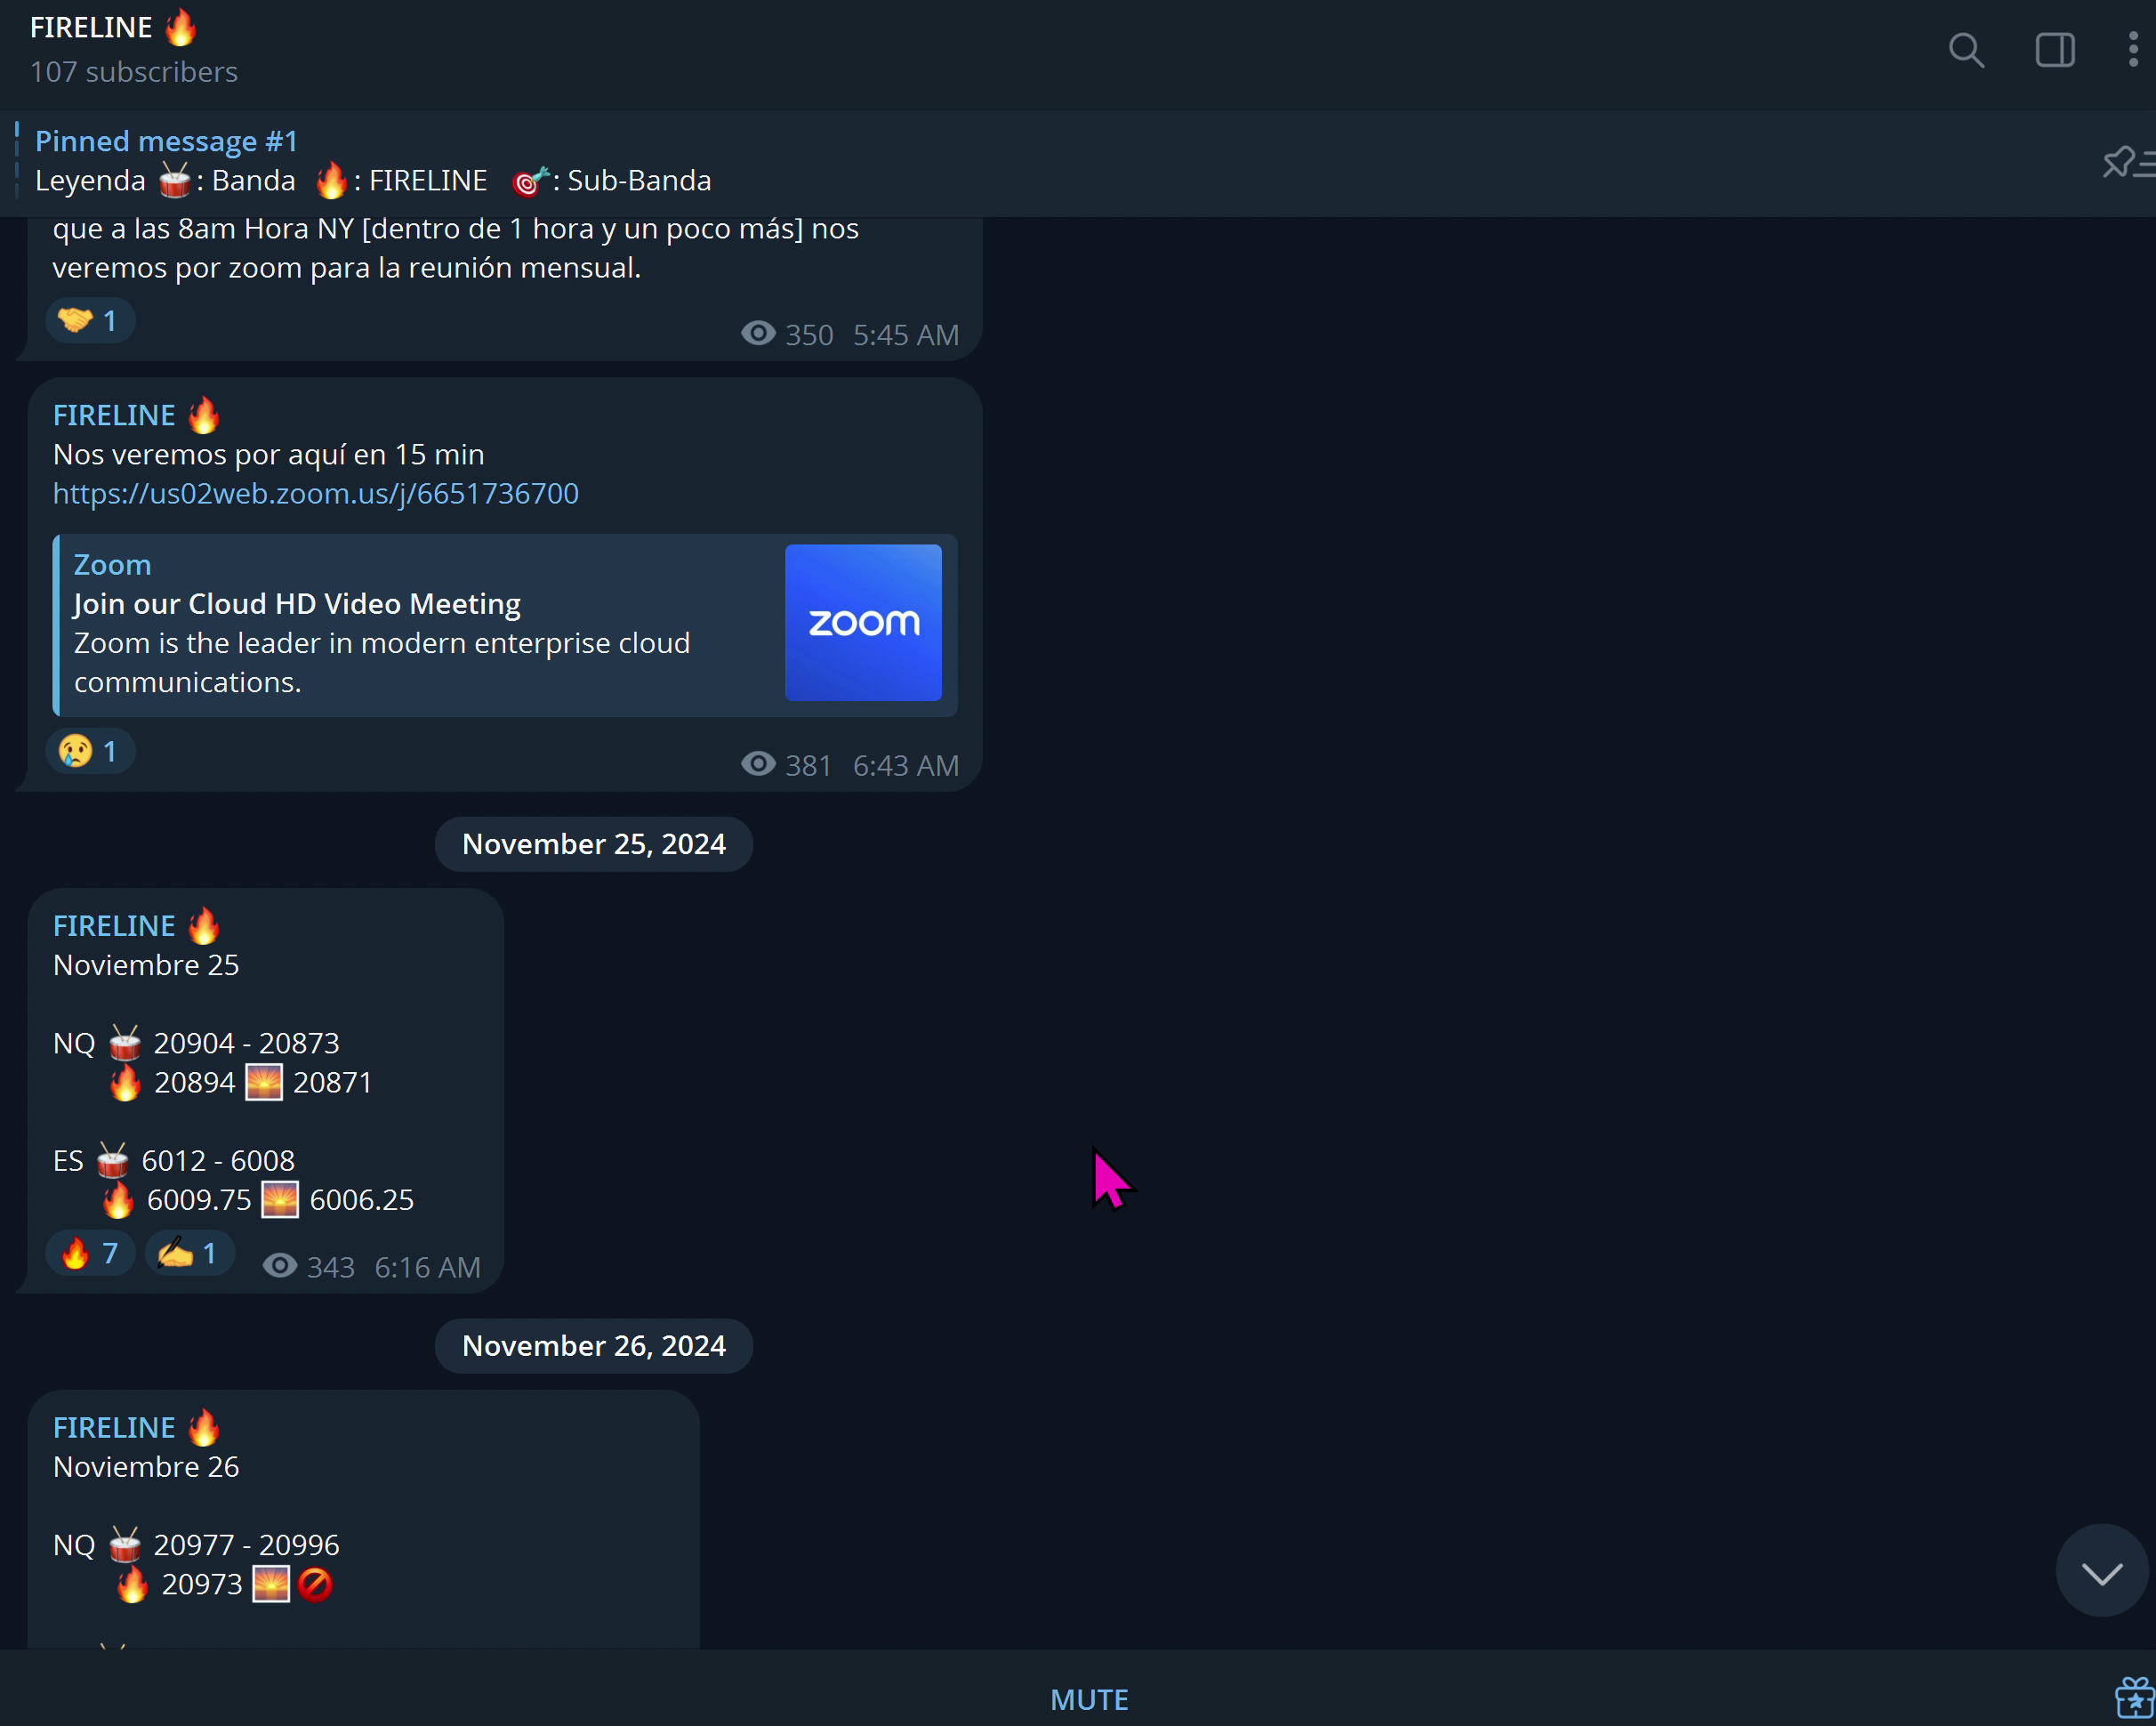 FIRELINE 🔥
107 subscribers
Pinned message #1
Leyenda 🥁: Banda 🔥: FIRELINE 🎯: Sub-Banda
que a las 8am Hora NY [dentro de 1 hora y un poco más] nos
veremos por zoom para la reunión mensual.
🤝 1
350 5:45 AM
FIRELINE 🔥
Nos veremos por aquí en 15 min
https://us02web.zoom.us/j/6651736700
Zoom
Join our Cloud HD Video Meeting
Zoom is the leader in modern enterprise cloud
communications.
zoom
😢 1
381 6:43 AM
November 25, 2024
FIRELINE 🔥
Noviembre 25
NQ 🥁 20904 - 20873
🔥 20894 🌅 20871
ES 🥁 6012 - 6008
🔥 6009.75 🌅 6006.25
🔥 7 ✍️ 1 343 6:16 AM
November 26, 2024
FIRELINE 🔥
Noviembre 26
NQ 🥁 20977 - 20996
🔥 20973 🌅 🚫
MUTE